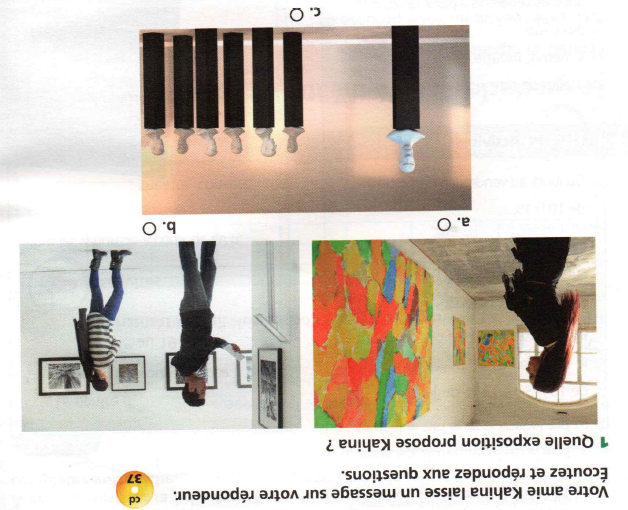 Votre amie Kahina laisse un message sur votre répondeur.
Écoutez et répondez aux questions.
cd
37
1 Quelle exposition propose Kahina ?
a.
b.
c.